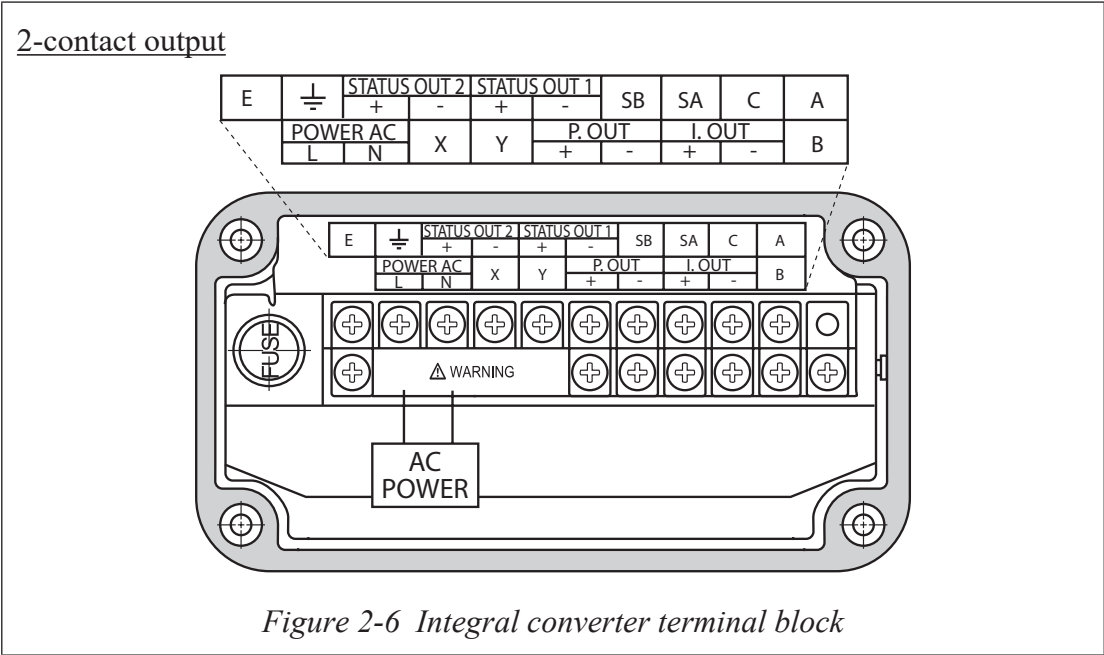 2-contact output
E ⏚ STATUS OUT 2 STATUS OUT 1 SB SA C A
+ - + -
POWER AC X Y P. OUT I. OUT B
L N + - + -
E ⏚ STATUS OUT 2 STATUS OUT 1 SB SA C A
+ - + -
POWER AC X Y P. OUT I. OUT B
L N + - + -
FUSE
⚠ WARNING
AC
POWER
Figure 2-6 Integral converter terminal block